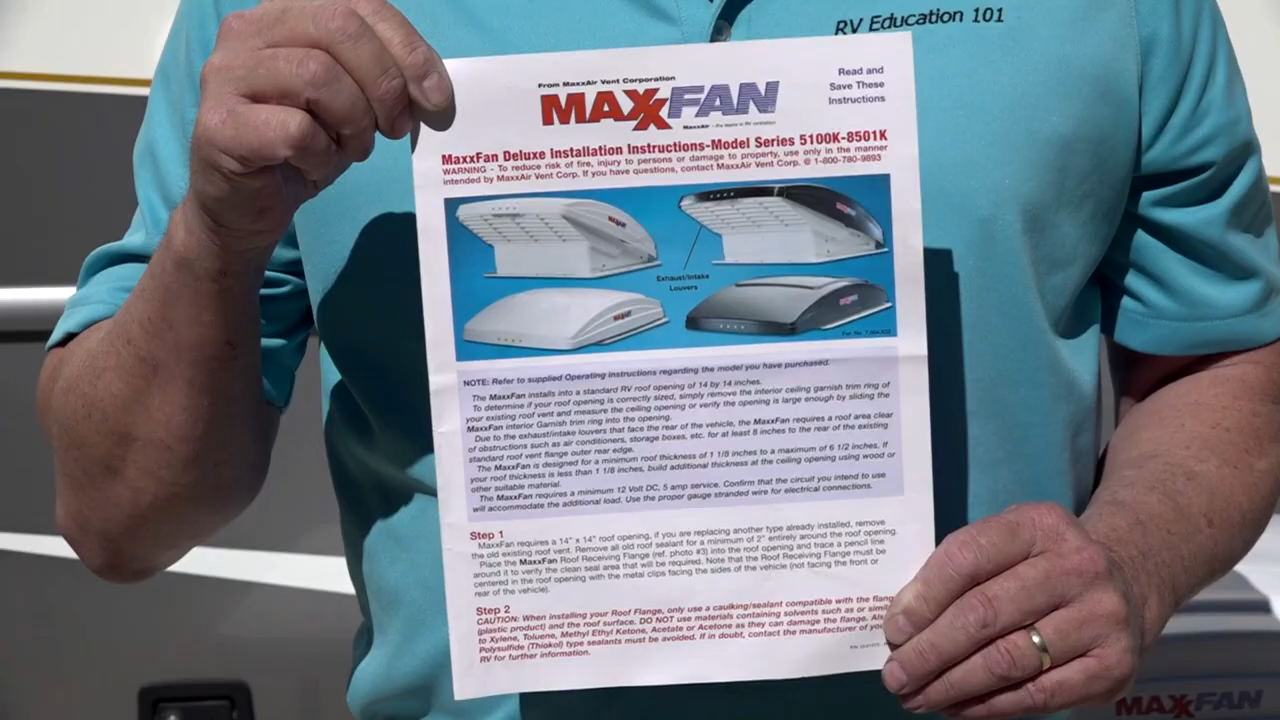 RV Education 101
From MaxxAir Vent Corporation
MAXXFAN
MaxxAir - the leader in RV ventilation
Read and
Save These
Instructions
MaxxFan Deluxe Installation Instructions-Model Series 5100K-8501K
WARNING - To reduce risk of fire, injury to persons or damage to property, use only in the manner
intended by MaxxAir Vent Corp. If you have questions, contact MaxxAir Vent Corp. @ 1-800-780-9893
MAXXFAN
MAXXFAN
Exhaust/Intake
Louvers
MAXXFAN
MAXXFAN
NOTE: Refer to supplied Operating instructions regarding the model you have purchased.
The MaxxFan installs into a standard RV roof opening of 14 by 14 inches.
To determine if your roof opening is correctly sized, simply remove the interior ceiling garnish trim ring of
your existing roof vent and measure the ceiling opening or verify the opening is large enough by sliding the
MaxxFan interior Garnish trim ring into the opening.
Due to the exhaust/intake louvers that face the rear of the vehicle, the MaxxFan requires a roof area clear
of obstructions such as air conditioners, storage boxes, etc. for at least 8 inches to the rear of the existing
standard roof vent flange outer rear edge.
The MaxxFan is designed for a minimum roof thickness of 1 1/8 inches to a maximum of 6 1/2 inches. If
your roof thickness is less than 1 1/8 inches, build additional thickness at the ceiling opening using wood or
other suitable material.
The MaxxFan requires a minimum 12 Volt DC, 5 amp service. Confirm that the circuit you intend to use
will accommodate the additional load. Use the proper gauge stranded wire for electrical connections.
Step 1
MaxxFan requires a 14" x 14" roof opening, if you are replacing another type already installed, remove
the old existing roof vent. Remove all old roof sealant for a minimum of 2" entirely around the roof opening.
Place the MaxxFan Roof Receiving Flange (ref. photo #3) into the roof opening and trace a pencil line
around it to verify the clean seal area that will be required. Note that the Roof Receiving Flange must be
centered in the roof opening with the metal clips facing the sides of the vehicle (not facing the front or
rear of the vehicle).
Step 2
CAUTION: When installing your Roof Flange, only use a caulking/sealant compatible with the flang
(plastic product) and the roof surface. DO NOT use materials containing solvents such as or simil
to Xylene, Toluene, Methyl Ethyl Ketone, Acetate or Acetone as they can damage the flange. Als
Polysulfide (Thiokol) type sealants must be avoided. If in doubt, contact the manufacturer of you
RV for further information.
MAXXFAN